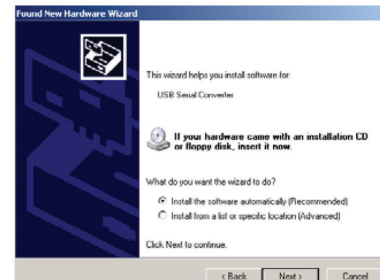 Found New Hardware Wizard
This wizard helps you install software for:
USB Serial Converter
If your hardware came with an installation CD
or floppy disk, insert it now.
What do you want the wizard to do?
Install the software automatically (Recommended)
Install from a list or specific location (Advanced)
Click Next to continue.
< Back Next > Cancel